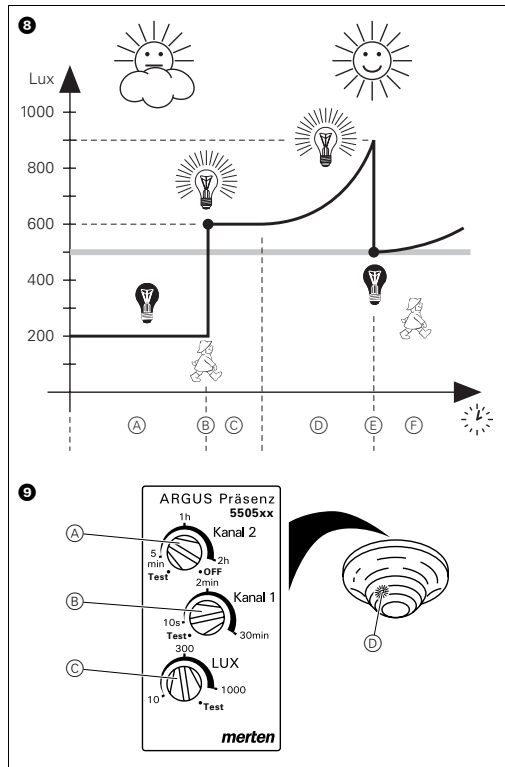 8
Lux
1000
800
600
400
200
A B C D E F
9
ARGUS Präsenz
5505xx
1h
A
Kanal 2
5 min
2h
Test
OFF
2min
B
Kanal 1
10s
Test
30min
300
LUX
C
10
1000
Test
merten
D